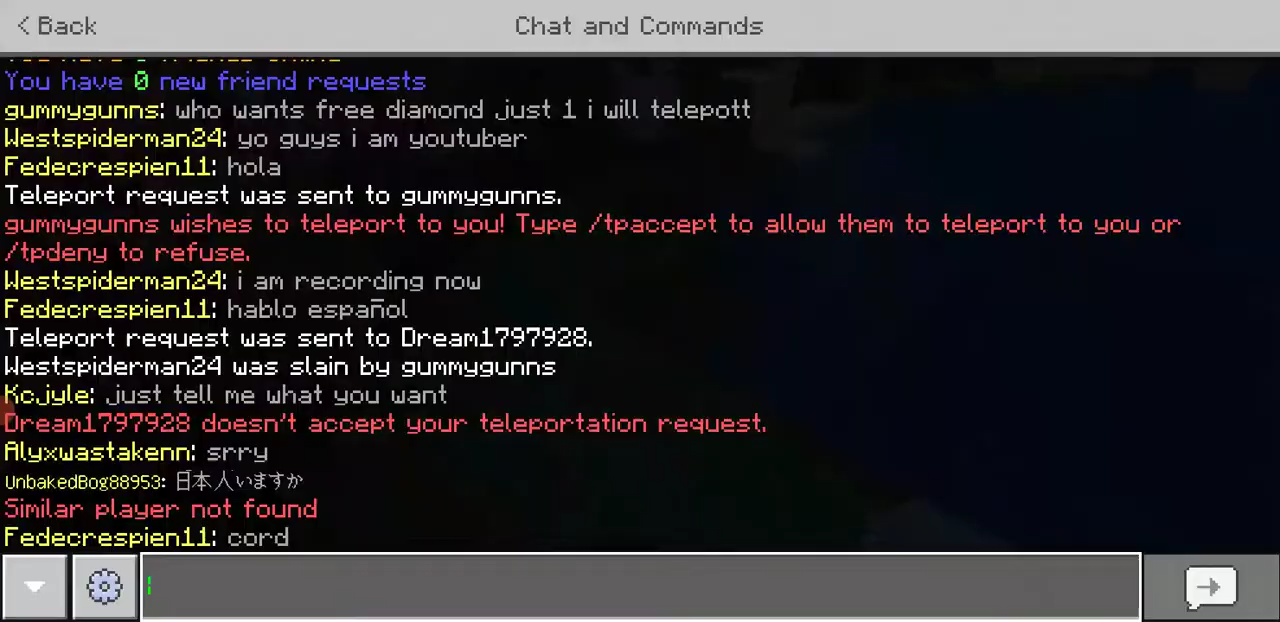 Back
Chat and Commands
You have 0 new friend requests
gummygunns: who wants free diamond just 1 i will telepott
Westspiderman24: yo guys i am youtuber
Fedecrespien11: hola
Teleport request was sent to gummygunns.
gummygunns wishes to teleport to you! Type /tpaccept to allow them to teleport to you or
/tpdeny to refuse.
Westspiderman24: i am recording now
Fedecrespien11: hablo español
Teleport request was sent to Dream1797928.
Westspiderman24 was slain by gummygunns
Kcjyle: just tell me what you want
Dream1797928 doesn't accept your teleportation request.
Alyxwastakenn: srry
UnbakedBog88953: 日本人いますか
Similar player not found
Fedecrespien11: cord